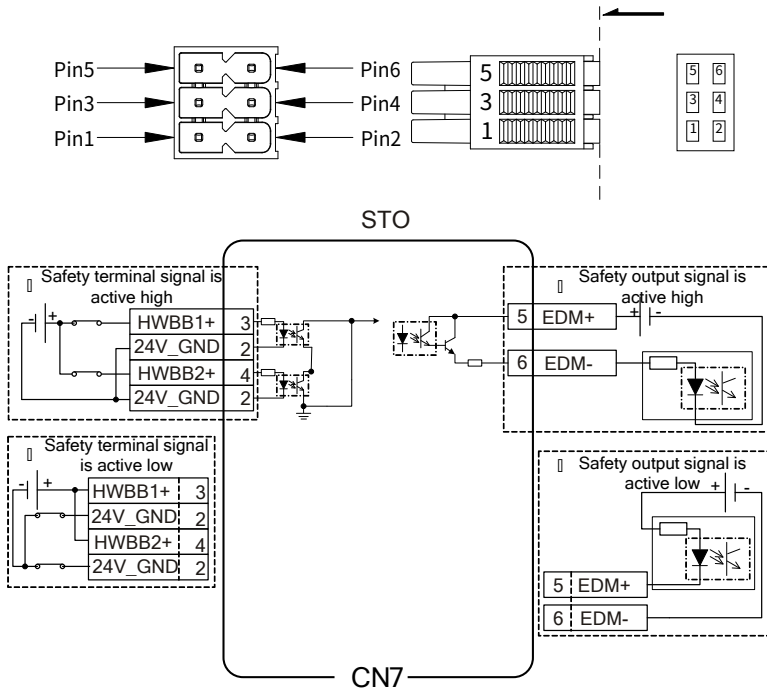 Pin5
Pin6
Pin3
Pin4
Pin1
Pin2
5
3
1
5 6
3 4
1 2
STO
Safety terminal signal is
active high
HWBB1+ 3
24V_GND 2
HWBB2+ 4
24V_GND 2
- +
Safety output signal is
active high
5 EDM+
+ -
6 EDM-
Safety terminal signal
is active low
- +
HWBB1+ 3
24V_GND 2
HWBB2+ 4
24V_GND 2
Safety output signal is
active low
+ -
5 EDM+
6 EDM-
CN7